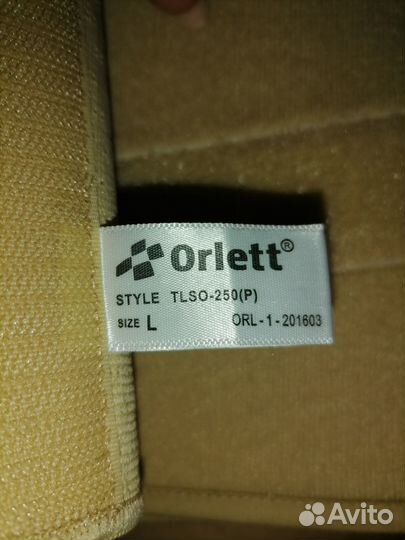 Orlett®
STYLE TLSO-250(P)
SIZE L ORL-1-201603
Avito